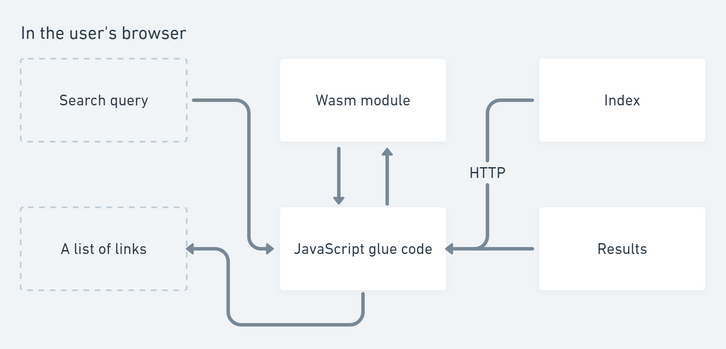 In the user's browser
Search query
Wasm module
Index
HTTP
A list of links
JavaScript glue code
Results